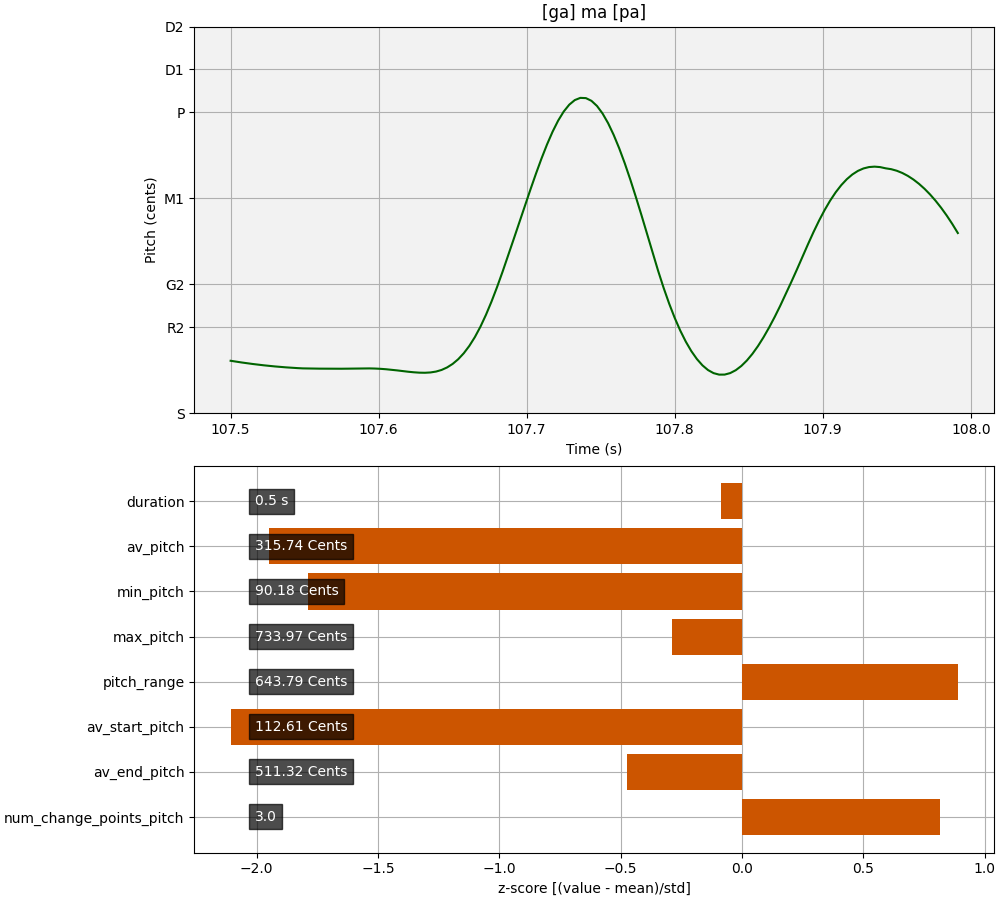 [ga] ma [pa]
D2
D1
P
M1
G2
R2
S
Pitch (cents)
107.5 107.6 107.7 107.8 107.9 108.0
Time (s)
duration 0.5 s
av_pitch 315.74 Cents
min_pitch 90.18 Cents
max_pitch 733.97 Cents
pitch_range 643.79 Cents
av_start_pitch 112.61 Cents
av_end_pitch 511.32 Cents
num_change_points_pitch 3.0
−2.0 −1.5 −1.0 −0.5 0.0 0.5 1.0
z-score [(value - mean)/std]